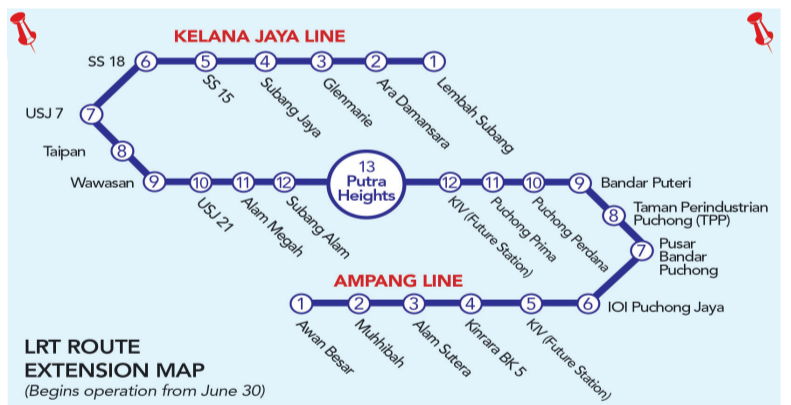 KELANA JAYA LINE
SS 18
6
5
4
3
2
1
SS 15
Subang Jaya
Glenmarie
Ara Damansara
Lembah Subang
USJ 7
7
Taipan
8
Wawasan
9
10
11
12
USJ 21
Alam Megah
Subang Alam
13
Putra
Heights
12
11
10
9
Bandar Puteri
KIV (Future Station)
Puchong Prima
Puchong Perdana
8
Taman Perindustrian
Puchong (TPP)
7
Pusar
Bandar
Puchong
AMPANG LINE
1
2
3
4
5
6
IOI Puchong Jaya
Awan Besar
Muhhibah
Alam Sutera
Kinrara BK 5
KIV (Future Station)
LRT ROUTE
EXTENSION MAP
(Begins operation from June 30)